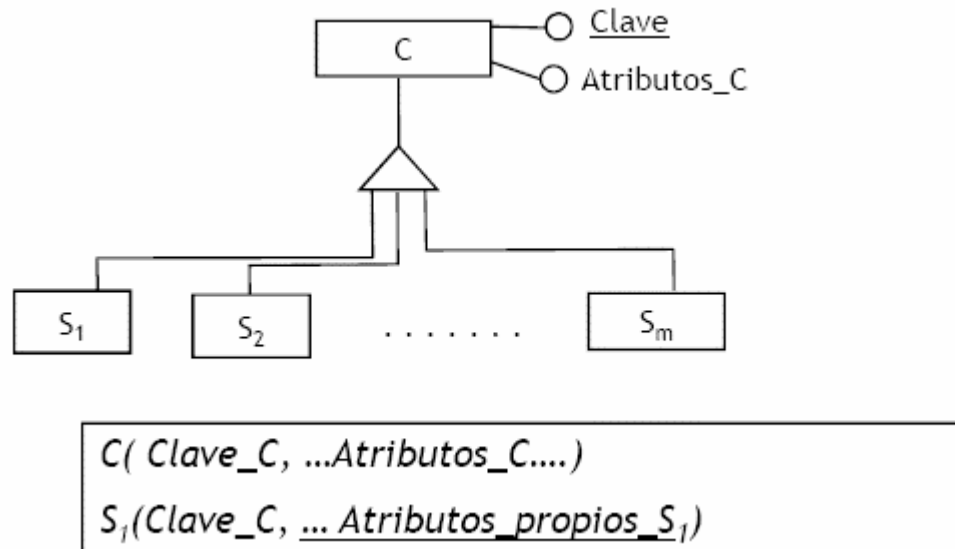 C
Clave
Atributos_C
S₁
S₂
. . . . . . .
Sₘ
C( Clave_C, ...Atributos_C....)
S₁(Clave_C, ... Atributos_propios_S₁)